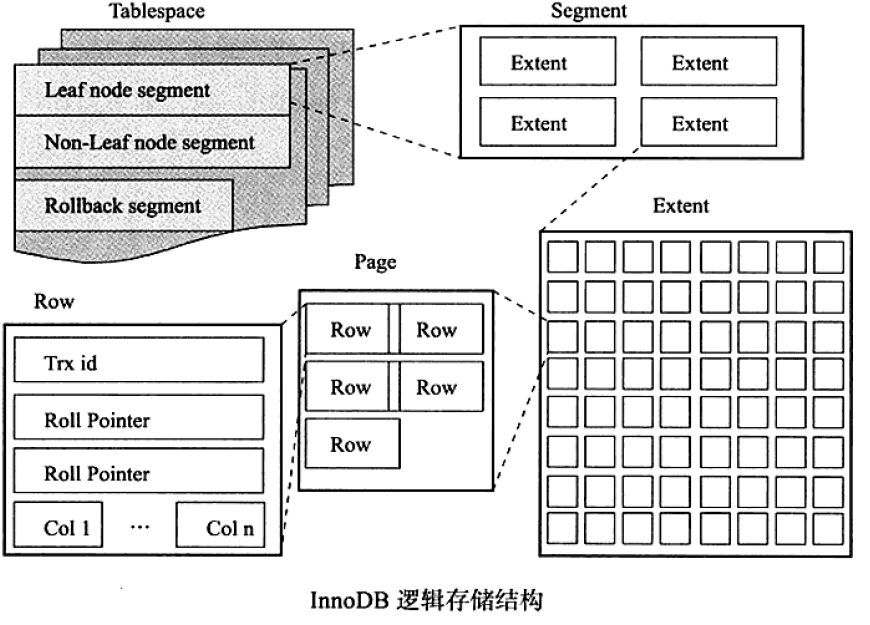 Tablespace
Leaf node segment
Non-Leaf node segment
Rollback segment
Segment
Extent
Extent
Extent
Extent
Extent
Page
Row
Row
Row
Row
Row
Row
Trx id
Roll Pointer
Roll Pointer
Col 1
…
Col n
InnoDB 逻辑存储结构